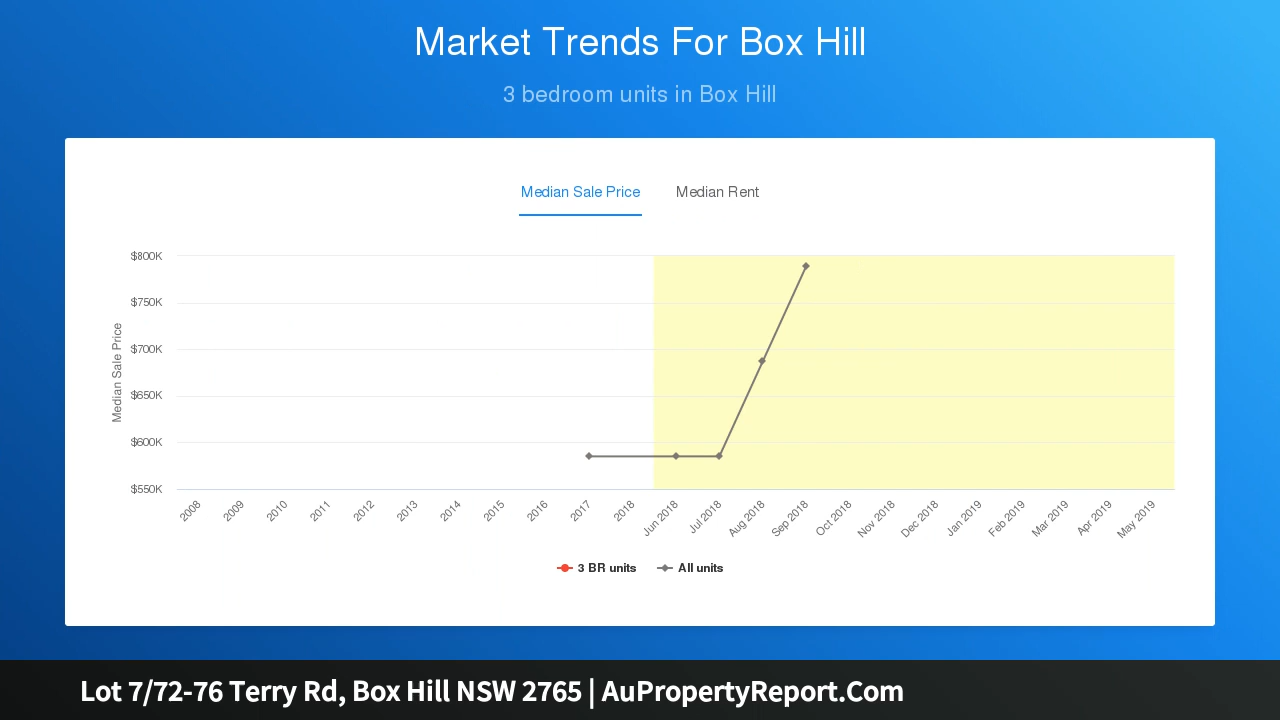 Market Trends For Box Hill
3 bedroom units in Box Hill
Median Sale Price Median Rent
$800K
$750K
$700K
$650K
$600K
$550K
Median Sale Price
2008 2009 2010 2011 2012 2013 2014 2015 2016 2017 2018 Jun 2018 Jul 2018 Aug 2018 Sep 2018 Oct 2018 Nov 2018 Dec 2018 Jan 2019 Feb 2019 Mar 2019 Apr 2019 May 2019
3 BR units All units
Lot 7/72-76 Terry Rd, Box Hill NSW 2765 | AuPropertyReport.Com